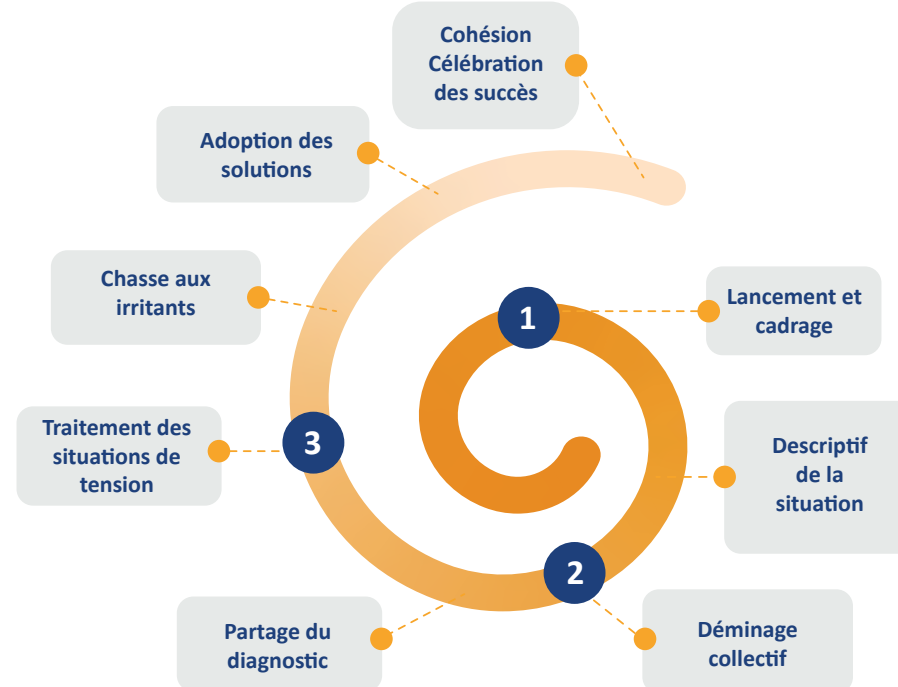 Cohésion
Célébration
des succès
Adoption des
solutions
Chasse aux
irritants
1
Lancement et
cadrage
Traitement des
situations de
tension
3
Descriptif
de la
situation
2
Partage du
diagnostic
Déminage
collectif